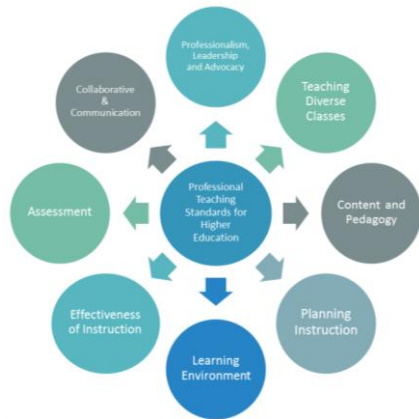 Professionalism,
Leadership
and Advocacy
Teaching
Diverse
Classes
Content and
Pedagogy
Planning
Instruction
Learning
Environment
Effectiveness
of Instruction
Assessment
Collaborative
&
Communication
Professional
Teaching
Standards for
Higher
Education